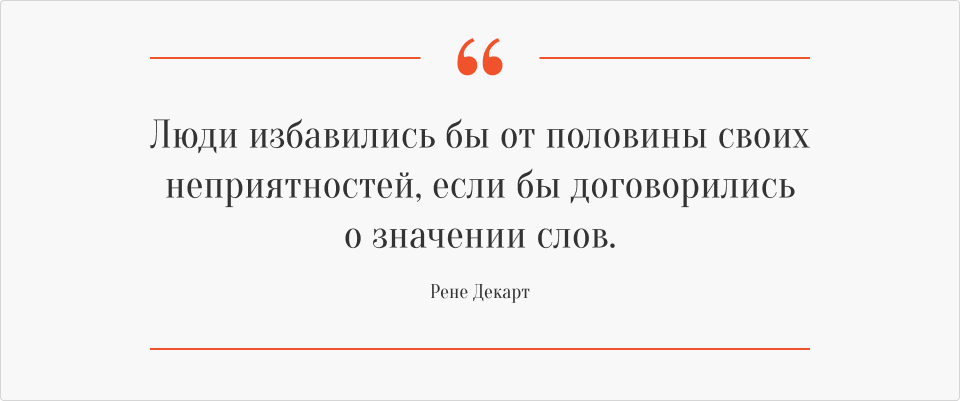 “
Люди избавились бы от половины своих
неприятностей, если бы договорились
о значении слов.
Рене Декарт